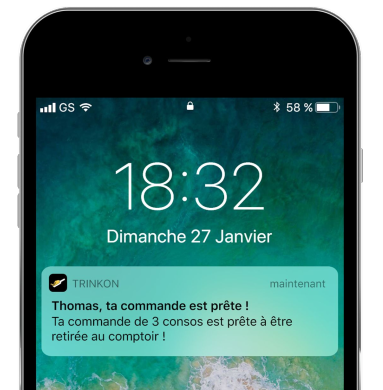 GS 58 %
18:32
Dimanche 27 Janvier
TRINKON maintenant
Thomas, ta commande est prête !
Ta commande de 3 consos est prête à être
retirée au comptoir !